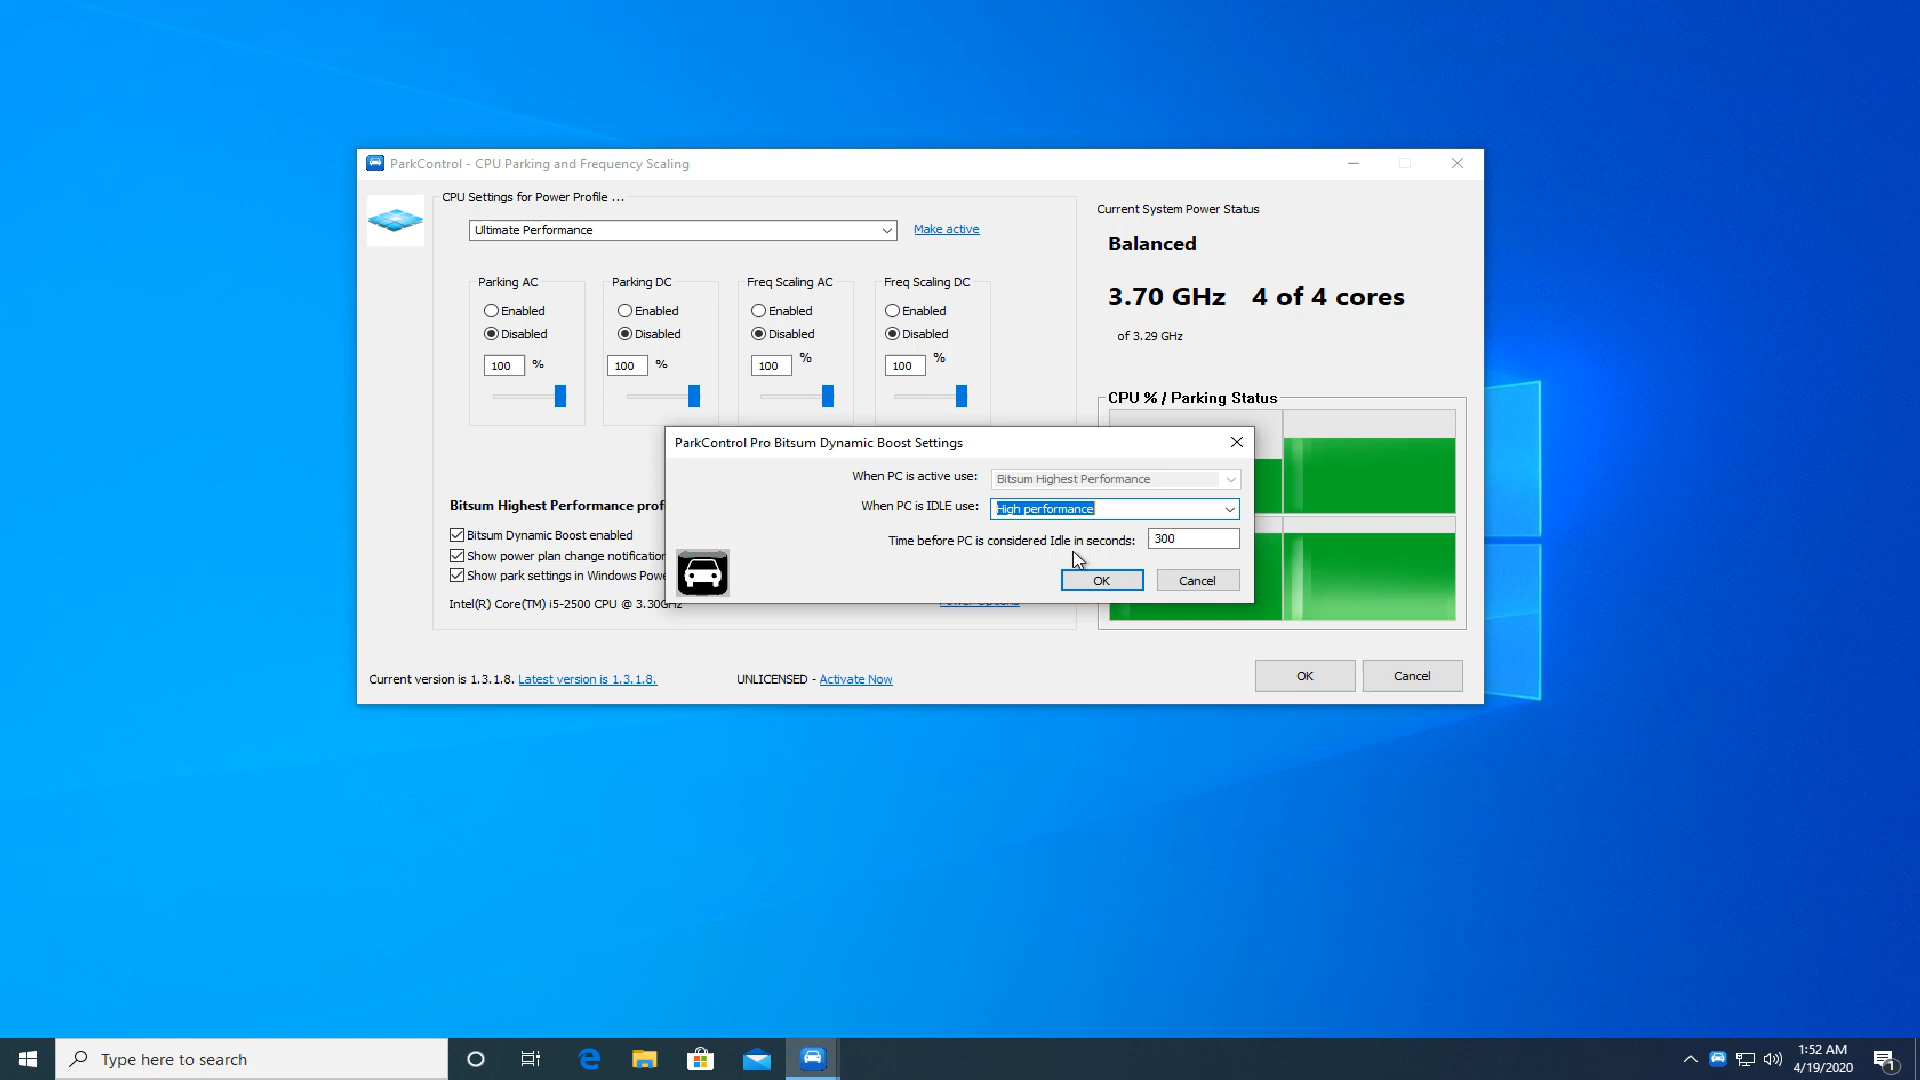 ParkControl - CPU Parking and Frequency Scaling
CPU Settings for Power Profile ...
Ultimate Performance
Make active
Parking AC
Enabled
Disabled
100 %
Parking DC
Enabled
Disabled
100 %
Freq Scaling AC
Enabled
Disabled
100 %
Freq Scaling DC
Enabled
Disabled
100 %
Current System Power Status
Balanced
3.70 GHz 4 of 4 cores
of 3.29 GHz
CPU % / Parking Status
ParkControl Pro Bitsum Dynamic Boost Settings
When PC is active use: Bitsum Highest Performance
When PC is IDLE use: High performance
Time before PC is considered Idle in seconds: 300
OK Cancel
Bitsum Highest Performance prof
Bitsum Dynamic Boost enabled
Show power plan change notification
Show park settings in Windows Powe
Intel(R) Core(TM) i5-2500 CPU @ 3.30GHz
Power Options
Current version is 1.3.1.8. Latest version is 1.3.1.8.
UNLICENSED - Activate Now
OK Cancel
Type here to search
1:52 AM
4/19/2020
1